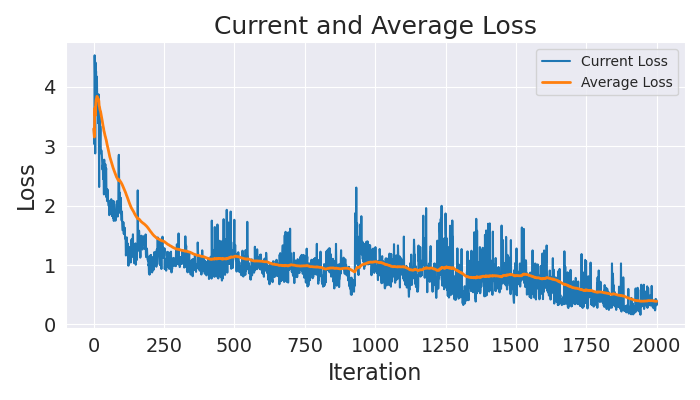 Current and Average Loss
Current Loss
Average Loss
Loss
4
3
2
1
0
0 250 500 750 1000 1250 1500 1750 2000
Iteration